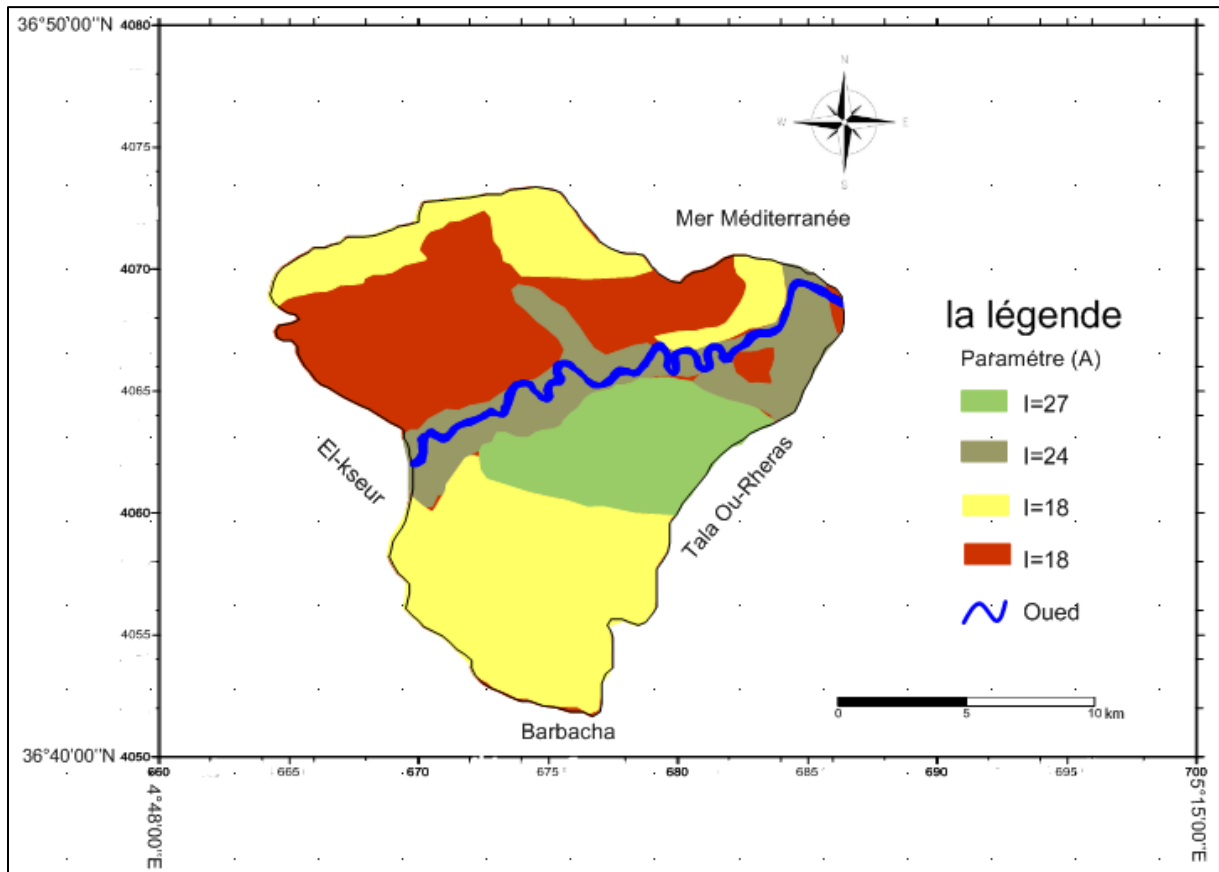 36°50'00''N
4080
4075
4070
4065
4060
4055
36°40'00''N
4050
660
665
670
675
680
685
690
695
700
4°48'00''E
5°15'00''E
N
W
E
S
Mer Méditerranée
El-kseur
Tala Ou-Rheras
Barbacha
la légende
Paramétre (A)
I=27
I=24
I=18
I=18
Oued
0
5
10 km